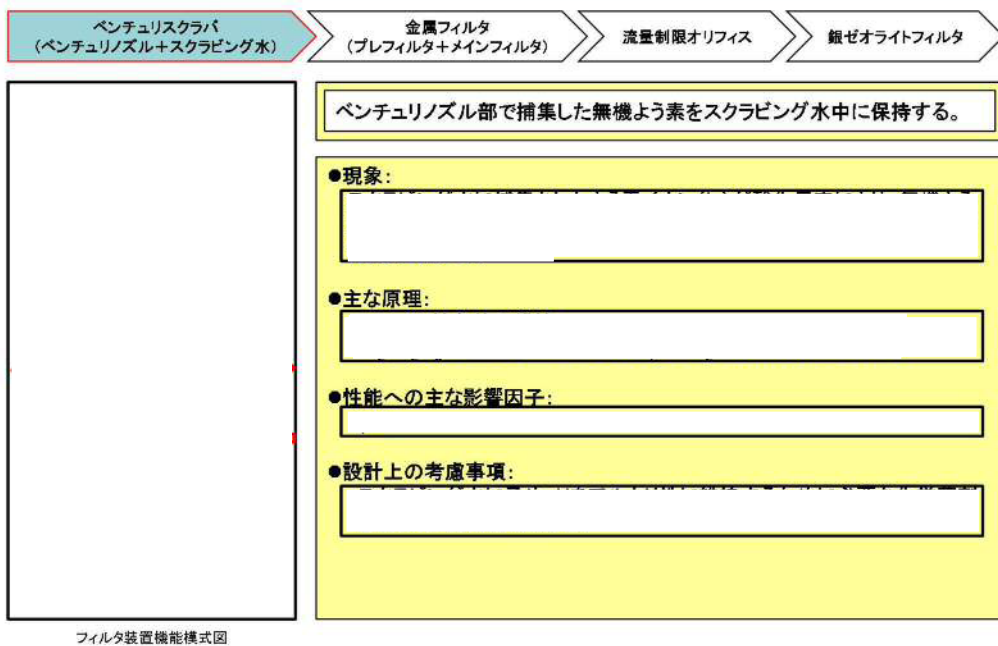 ベンチュリスクラバ
(ベンチュリノズル+スクラビング水)
金属フィルタ
(プレフィルタ+メインフィルタ)
流量制限オリフィス
銀ゼオライトフィルタ
ベンチュリノズル部で捕集した無機よう素をスクラビング水中に保持する。
●現象:
●主な原理:
●性能への主な影響因子:
●設計上の考慮事項:
フィルタ装置機能模式図